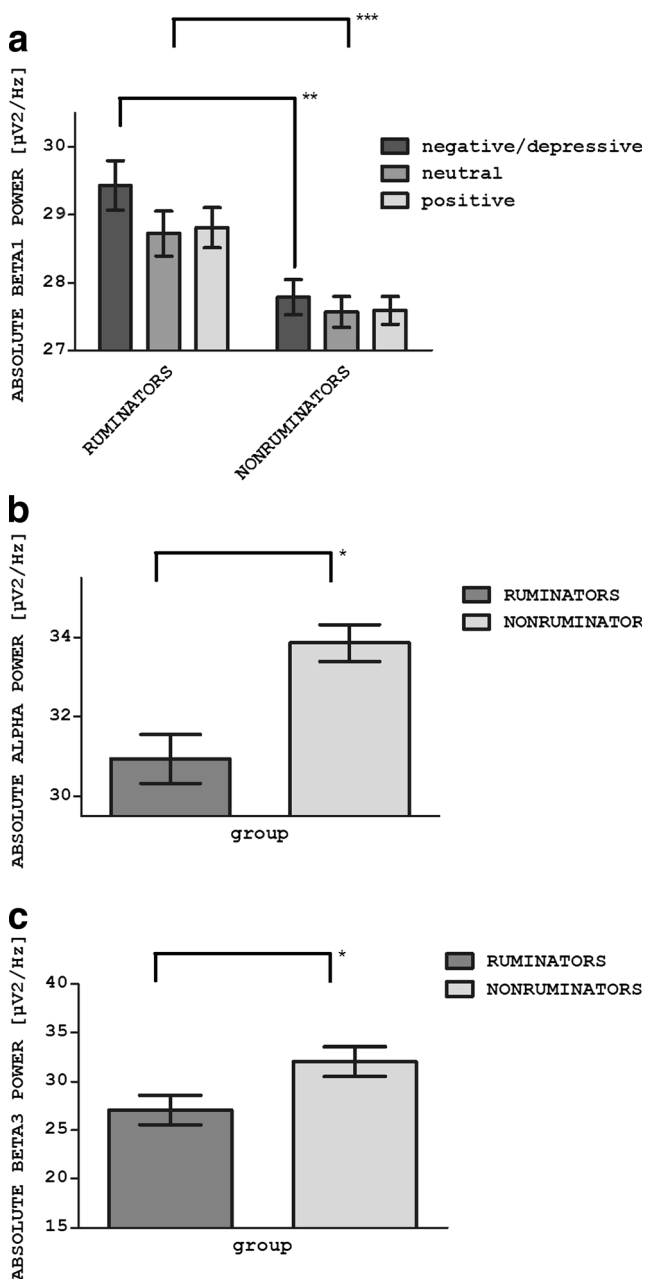 a
***
**
ABSOLUTE BETA1 POWER [µV2/Hz]
30
29
28
27
negative/depressive
neutral
positive
RUMINATORS
NONRUMINATORS
b
*
ABSOLUTE ALPHA POWER [µV2/Hz]
34
32
30
RUMINATORS
NONRUMINATOR
group
c
*
ABSOLUTE BETA3 POWER [µV2/Hz]
40
35
30
25
20
15
RUMINATORS
NONRUMINATORS
group